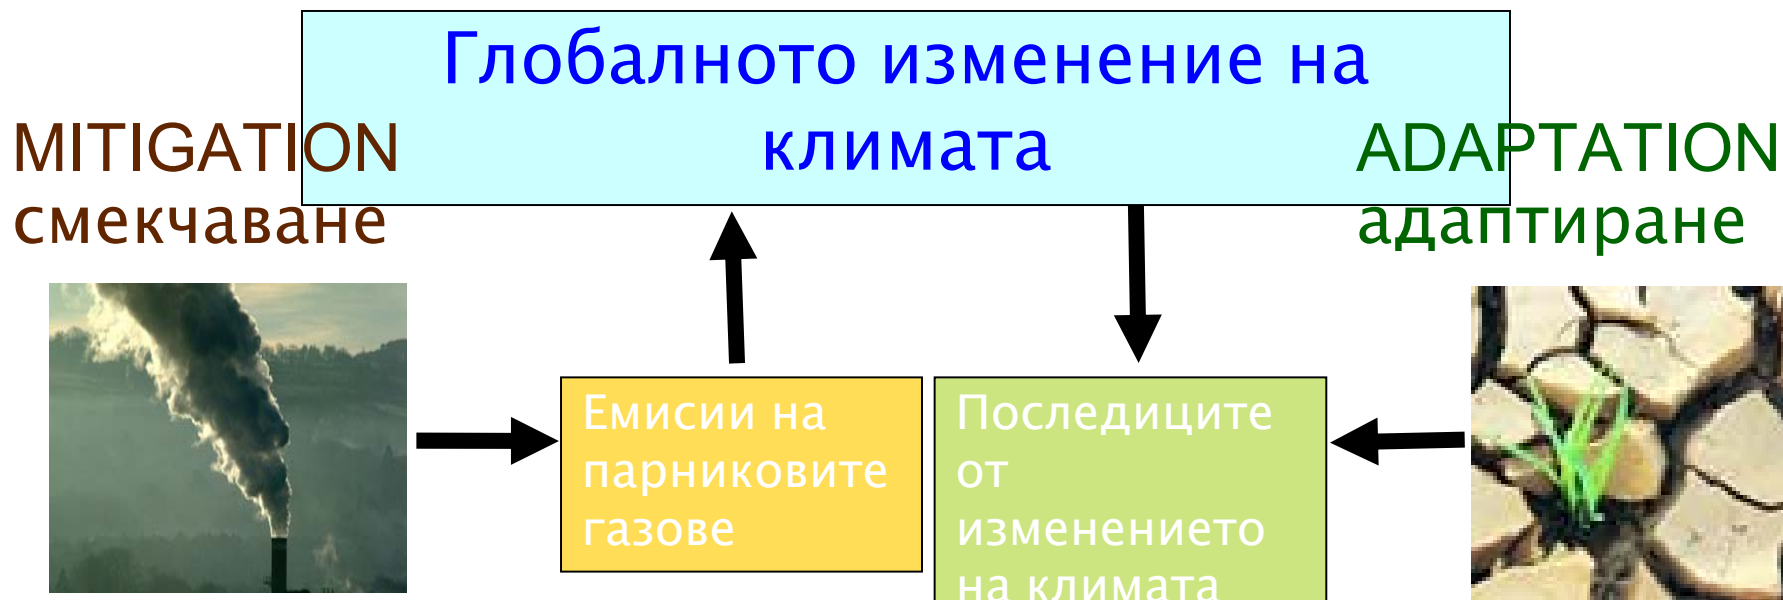 Глобалното изменение на
климата
MITIGATION
смекчаване
ADAPTATION
адаптиране
Емисии на
парниковите
газове
Последиците
от
изменението
на климата